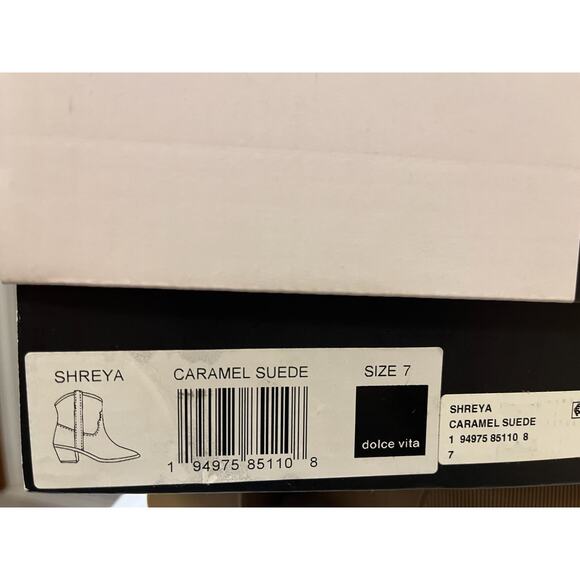 SHREYA CARAMEL SUEDE SIZE 7
dolce vita
1 94975 85110 8
SHREYA
CARAMEL SUEDE
1 94975 85110 8
7